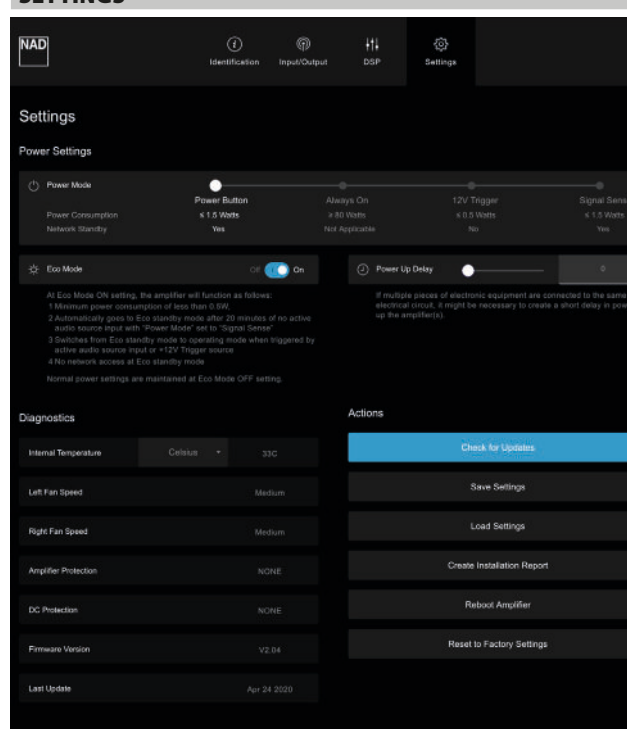 SETTINGS
NAD
Identification Input/Output DSP Settings
Settings
Power Settings
Power Mode
Power Button Always On 12V Trigger Signal Sens
Power Consumption ≤ 1.5 Watts ≥ 80 Watts ≤ 0.5 Watts ≤ 1.5 Watts
Network Standby Yes Not Applicable No Yes
Eco Mode Off On
At Eco Mode ON setting, the amplifier will function as follows:
1 Minimum power consumption of less than 0.5W.
2 Automatically goes to Eco standby mode after 20 minutes of no active
audio source input with "Power Mode" set to "Signal Sense"
3 Switches from Eco standby mode to operating mode when triggered by
active audio source input or +12V Trigger source
4 No network access at Eco standby mode
Normal power settings are maintained at Eco Mode OFF setting.
Power Up Delay 0
If multiple pieces of electronic equipment are connected to the same
electrical circuit, it might be necessary to create a short delay in pow
up the amplifier(s).
Diagnostics
Internal Temperature Celsius 33C
Left Fan Speed Medium
Right Fan Speed Medium
Amplifier Protection NONE
DC Protection NONE
Firmware Version V2.04
Last Update Apr 24 2020
Actions
Check for Updates
Save Settings
Load Settings
Create Installation Report
Reboot Amplifier
Reset to Factory Settings